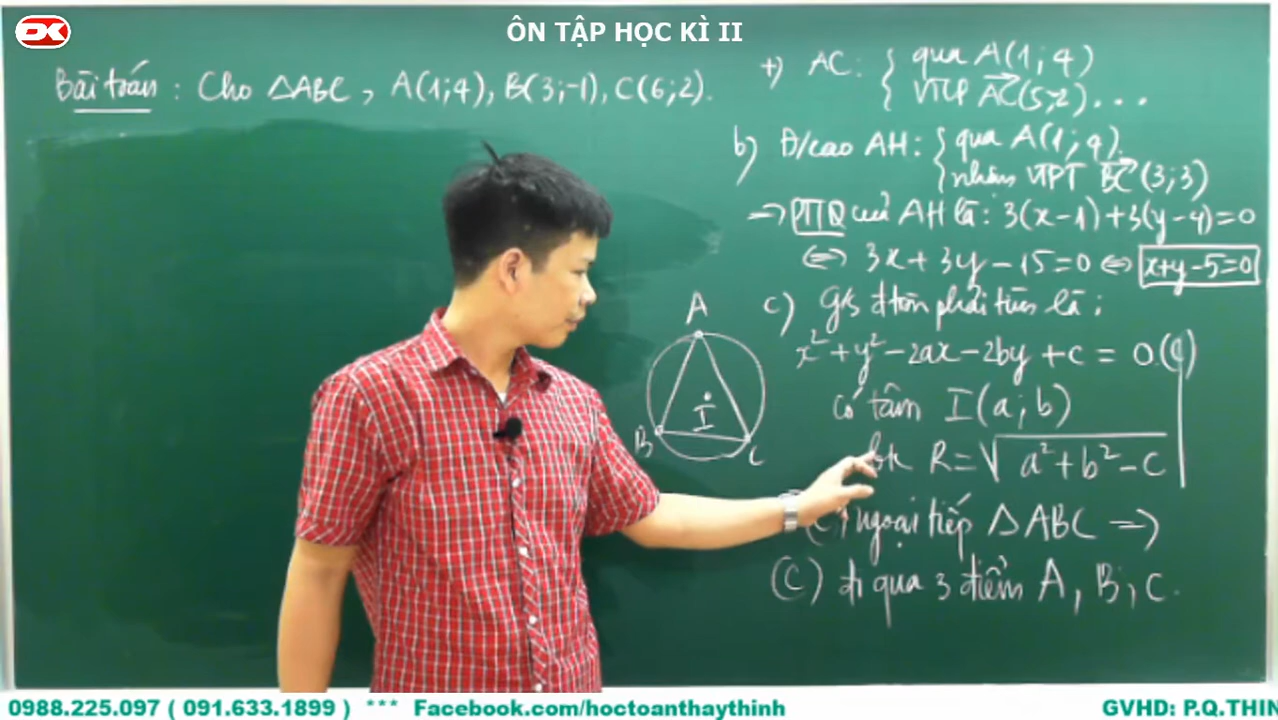 DK
ÔN TẬP HỌC KÌ II
Bài toán : Cho ΔABC, A(1;4), B(3;-1), C(6;2).
+) AC: { qua A(1;4)
VTCP AC(5;2)...
b) Đ/cao AH: { qua A(1;4).
nhận VTPT BC(3;3)
=> PTTQ của AH là: 3(x-1)+3(y-4)=0
<=> 3x+3y-15=0 <=> x+y-5=0
c) G/s đtròn phải tìm là:
x²+y²-2ax-2by+c=0.(C)
có tâm I(a;b)
bk R=√a²+b²-c
ngoại tiếp ΔABC =>
(C) đi qua 3 điểm A, B, C.
A
I
B
C
0988.225.097 ( 091.633.1899 ) *** Facebook.com/hoctoanthaythinh
GVHD: P.Q.THIN